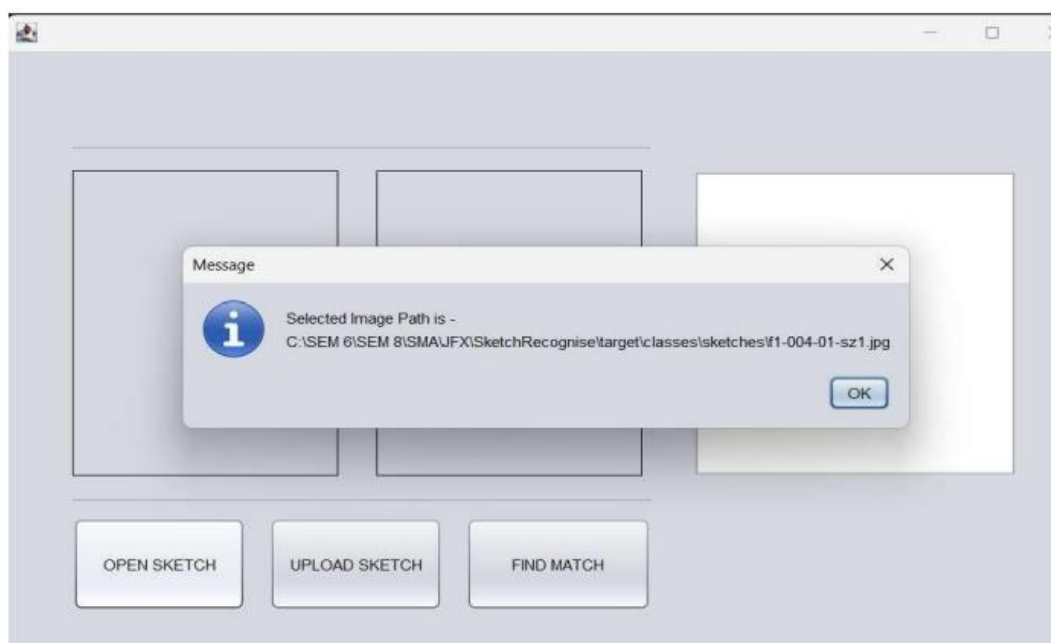 Message
Selected Image Path is -
C:\SEM 6\SEM 8\SMA\JFX\SketchRecognise\target\classes\sketches\f1-004-01-sz1.jpg
OK
OPEN SKETCH
UPLOAD SKETCH
FIND MATCH